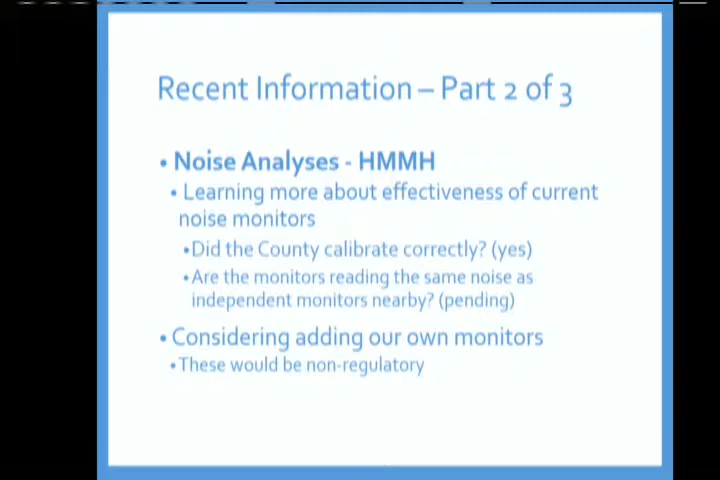 Recent Information – Part 2 of 3
• Noise Analyses - HMMH
• Learning more about effectiveness of current
noise monitors
•Did the County calibrate correctly? (yes)
•Are the monitors reading the same noise as
independent monitors nearby? (pending)
• Considering adding our own monitors
•These would be non-regulatory